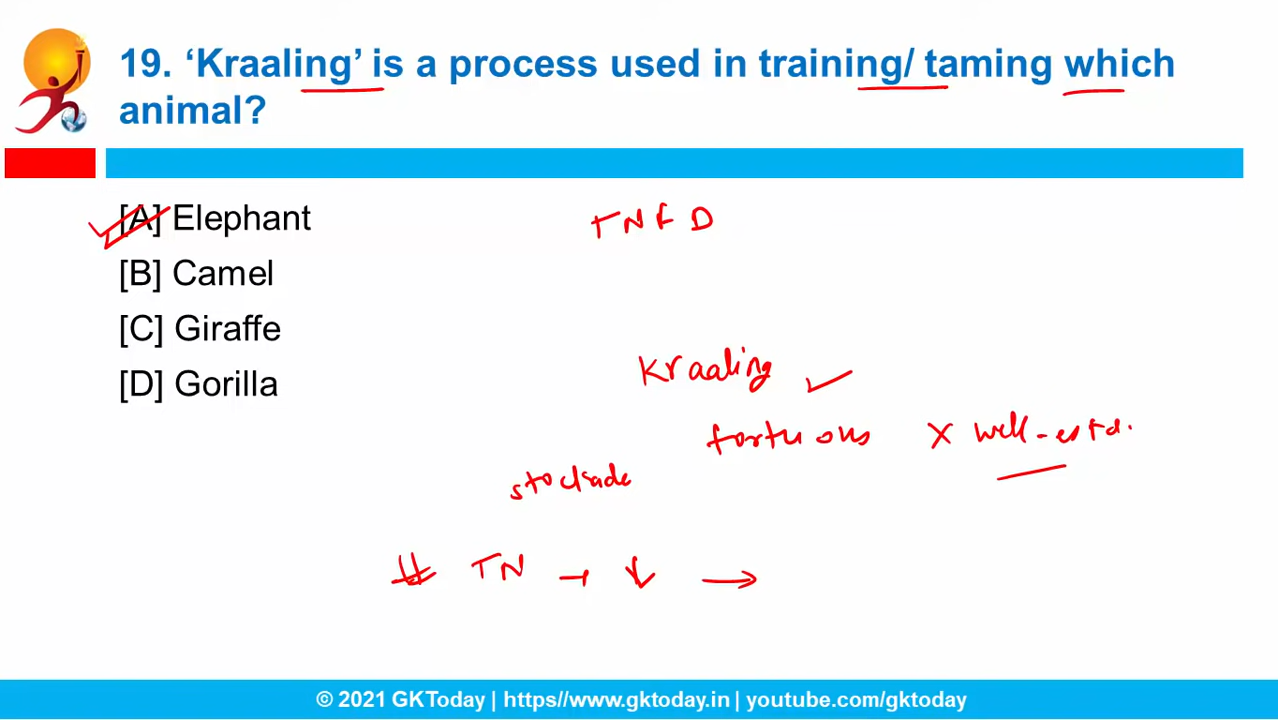 19. ‘Kraaling’ is a process used in training/ taming which
animal?
[A] Elephant
TNFD
[B] Camel
[C] Giraffe
Kraaling
[D] Gorilla
tortuous X well-estd.
stockade
# TN → ↓ →
© 2021 GKToday | https//www.gktoday.in | youtube.com/gktoday